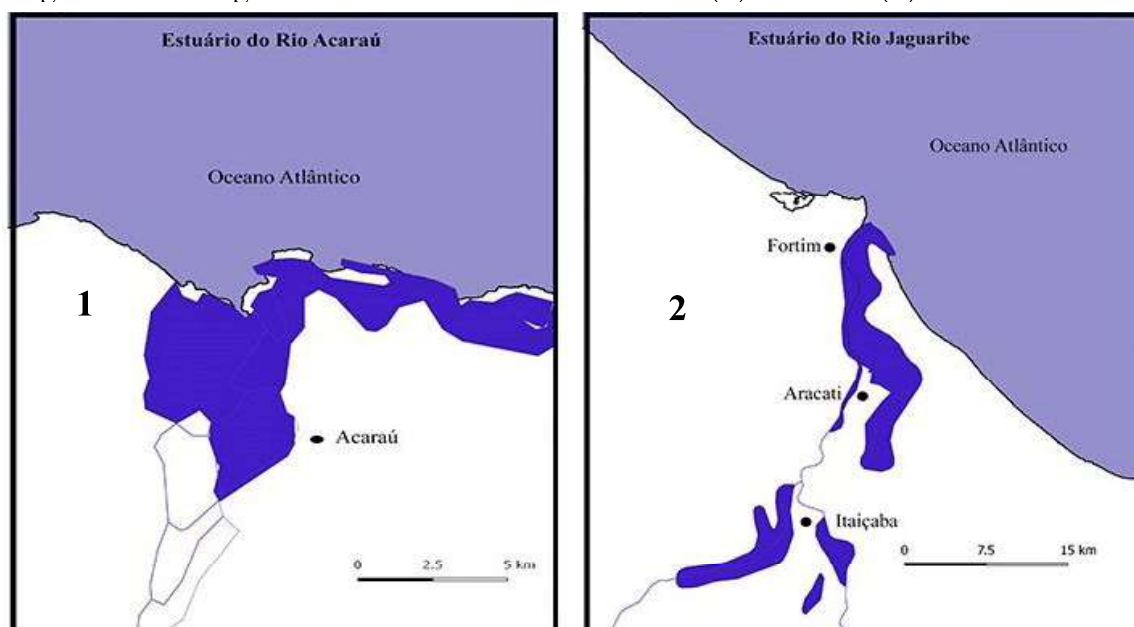 Estuário do Rio Acaraú
Oceano Atlântico
1
Acaraú
0 2.5 5 km
Estuário do Rio Jaguaribe
Oceano Atlântico
Fortim
2
Aracati
Itaiçaba
0 7.5 15 km